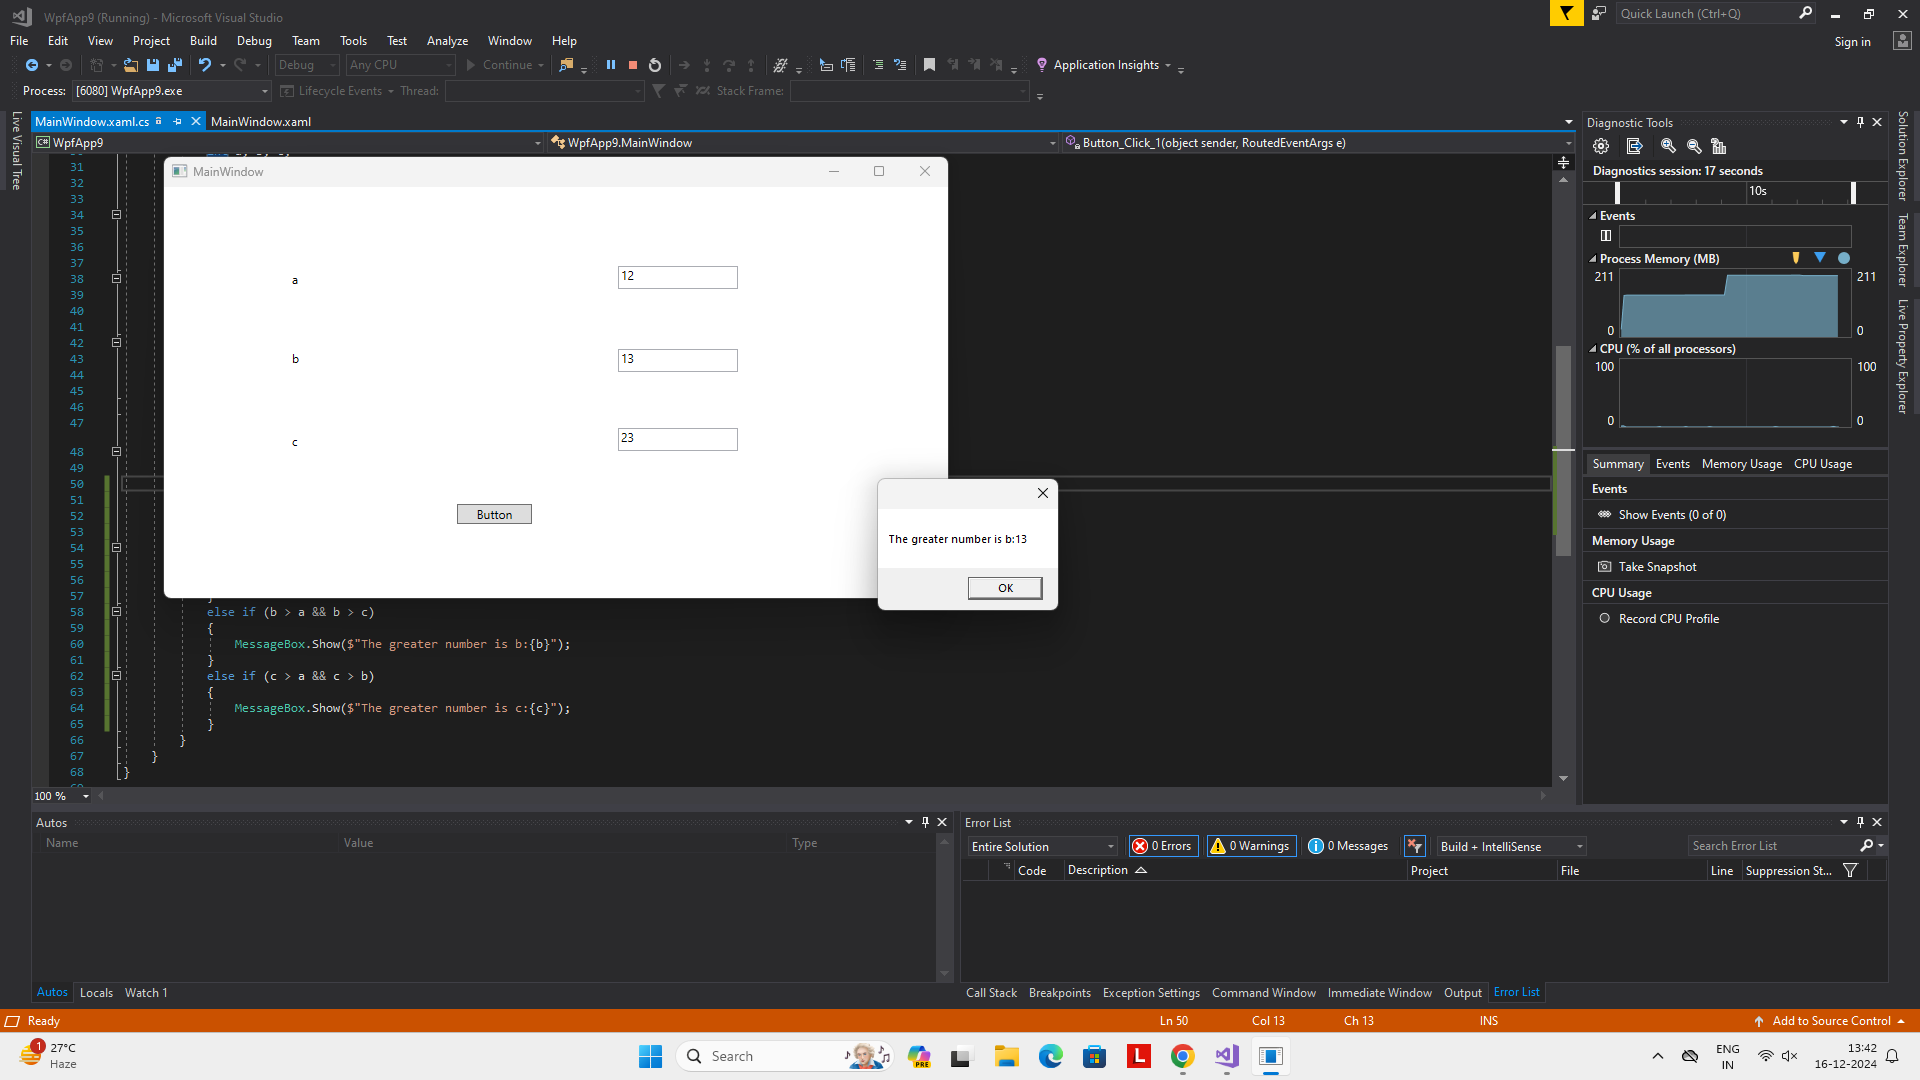 WpfApp9 (Running) - Microsoft Visual Studio
Quick Launch (Ctrl+Q)
File Edit View Project Build Debug Team Tools Test Analyze Window Help
Sign in
Debug Any CPU Continue Application Insights
Process: [6080] WpfApp9.exe Lifecycle Events Thread: Stack Frame:
Live Visual Tree
MainWindow.xaml.cs MainWindow.xaml
WpfApp9 WpfApp9.MainWindow Button_Click_1(object sender, RoutedEventArgs e)
31
32
33
34
35
36
37
38
39
40
41
42
43
44
45
46
47
48
49
50
51
52
53
54
55
56
57
58 else if (b > a && b > c)
59 {
60 MessageBox.Show($"The greater number is b:{b}");
61 }
62 else if (c > a && c > b)
63 {
64 MessageBox.Show($"The greater number is c:{c}");
65 }
66 }
67 }
68 }
MainWindow
a 12
b 13
c 23
Button
The greater number is b:13
OK
100 %
Diagnostic Tools
Diagnostics session: 17 seconds
10s
Events
Process Memory (MB)
211 211
0 0
CPU (% of all processors)
100 100
0 0
Summary Events Memory Usage CPU Usage
Events
Show Events (0 of 0)
Memory Usage
Take Snapshot
CPU Usage
Record CPU Profile
Solution Explorer
Team Explorer
Live Property Explorer
Autos
Name Value Type
Autos Locals Watch 1
Error List
Entire Solution 0 Errors 0 Warnings 0 Messages Build + IntelliSense Search Error List
Code Description Project File Line Suppression St...
Call Stack Breakpoints Exception Settings Command Window Immediate Window Output Error List
Ready Ln 50 Col 13 Ch 13 INS Add to Source Control
1
27°C
Haze
Search
PRE
L
ENG
IN
13:42
16-12-2024